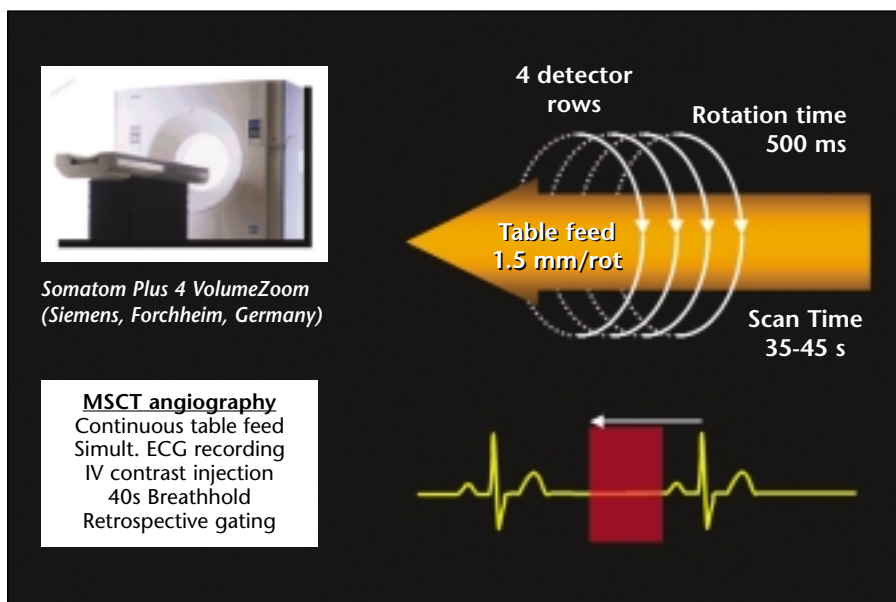 4 detector
rows
Rotation time
500 ms
Table feed
1.5 mm/rot
Scan Time
35-45 s
Somatom Plus 4 VolumeZoom
(Siemens, Forchheim, Germany)
MSCT angiography
Continuous table feed
Simult. ECG recording
IV contrast injection
40s Breathhold
Retrospective gating